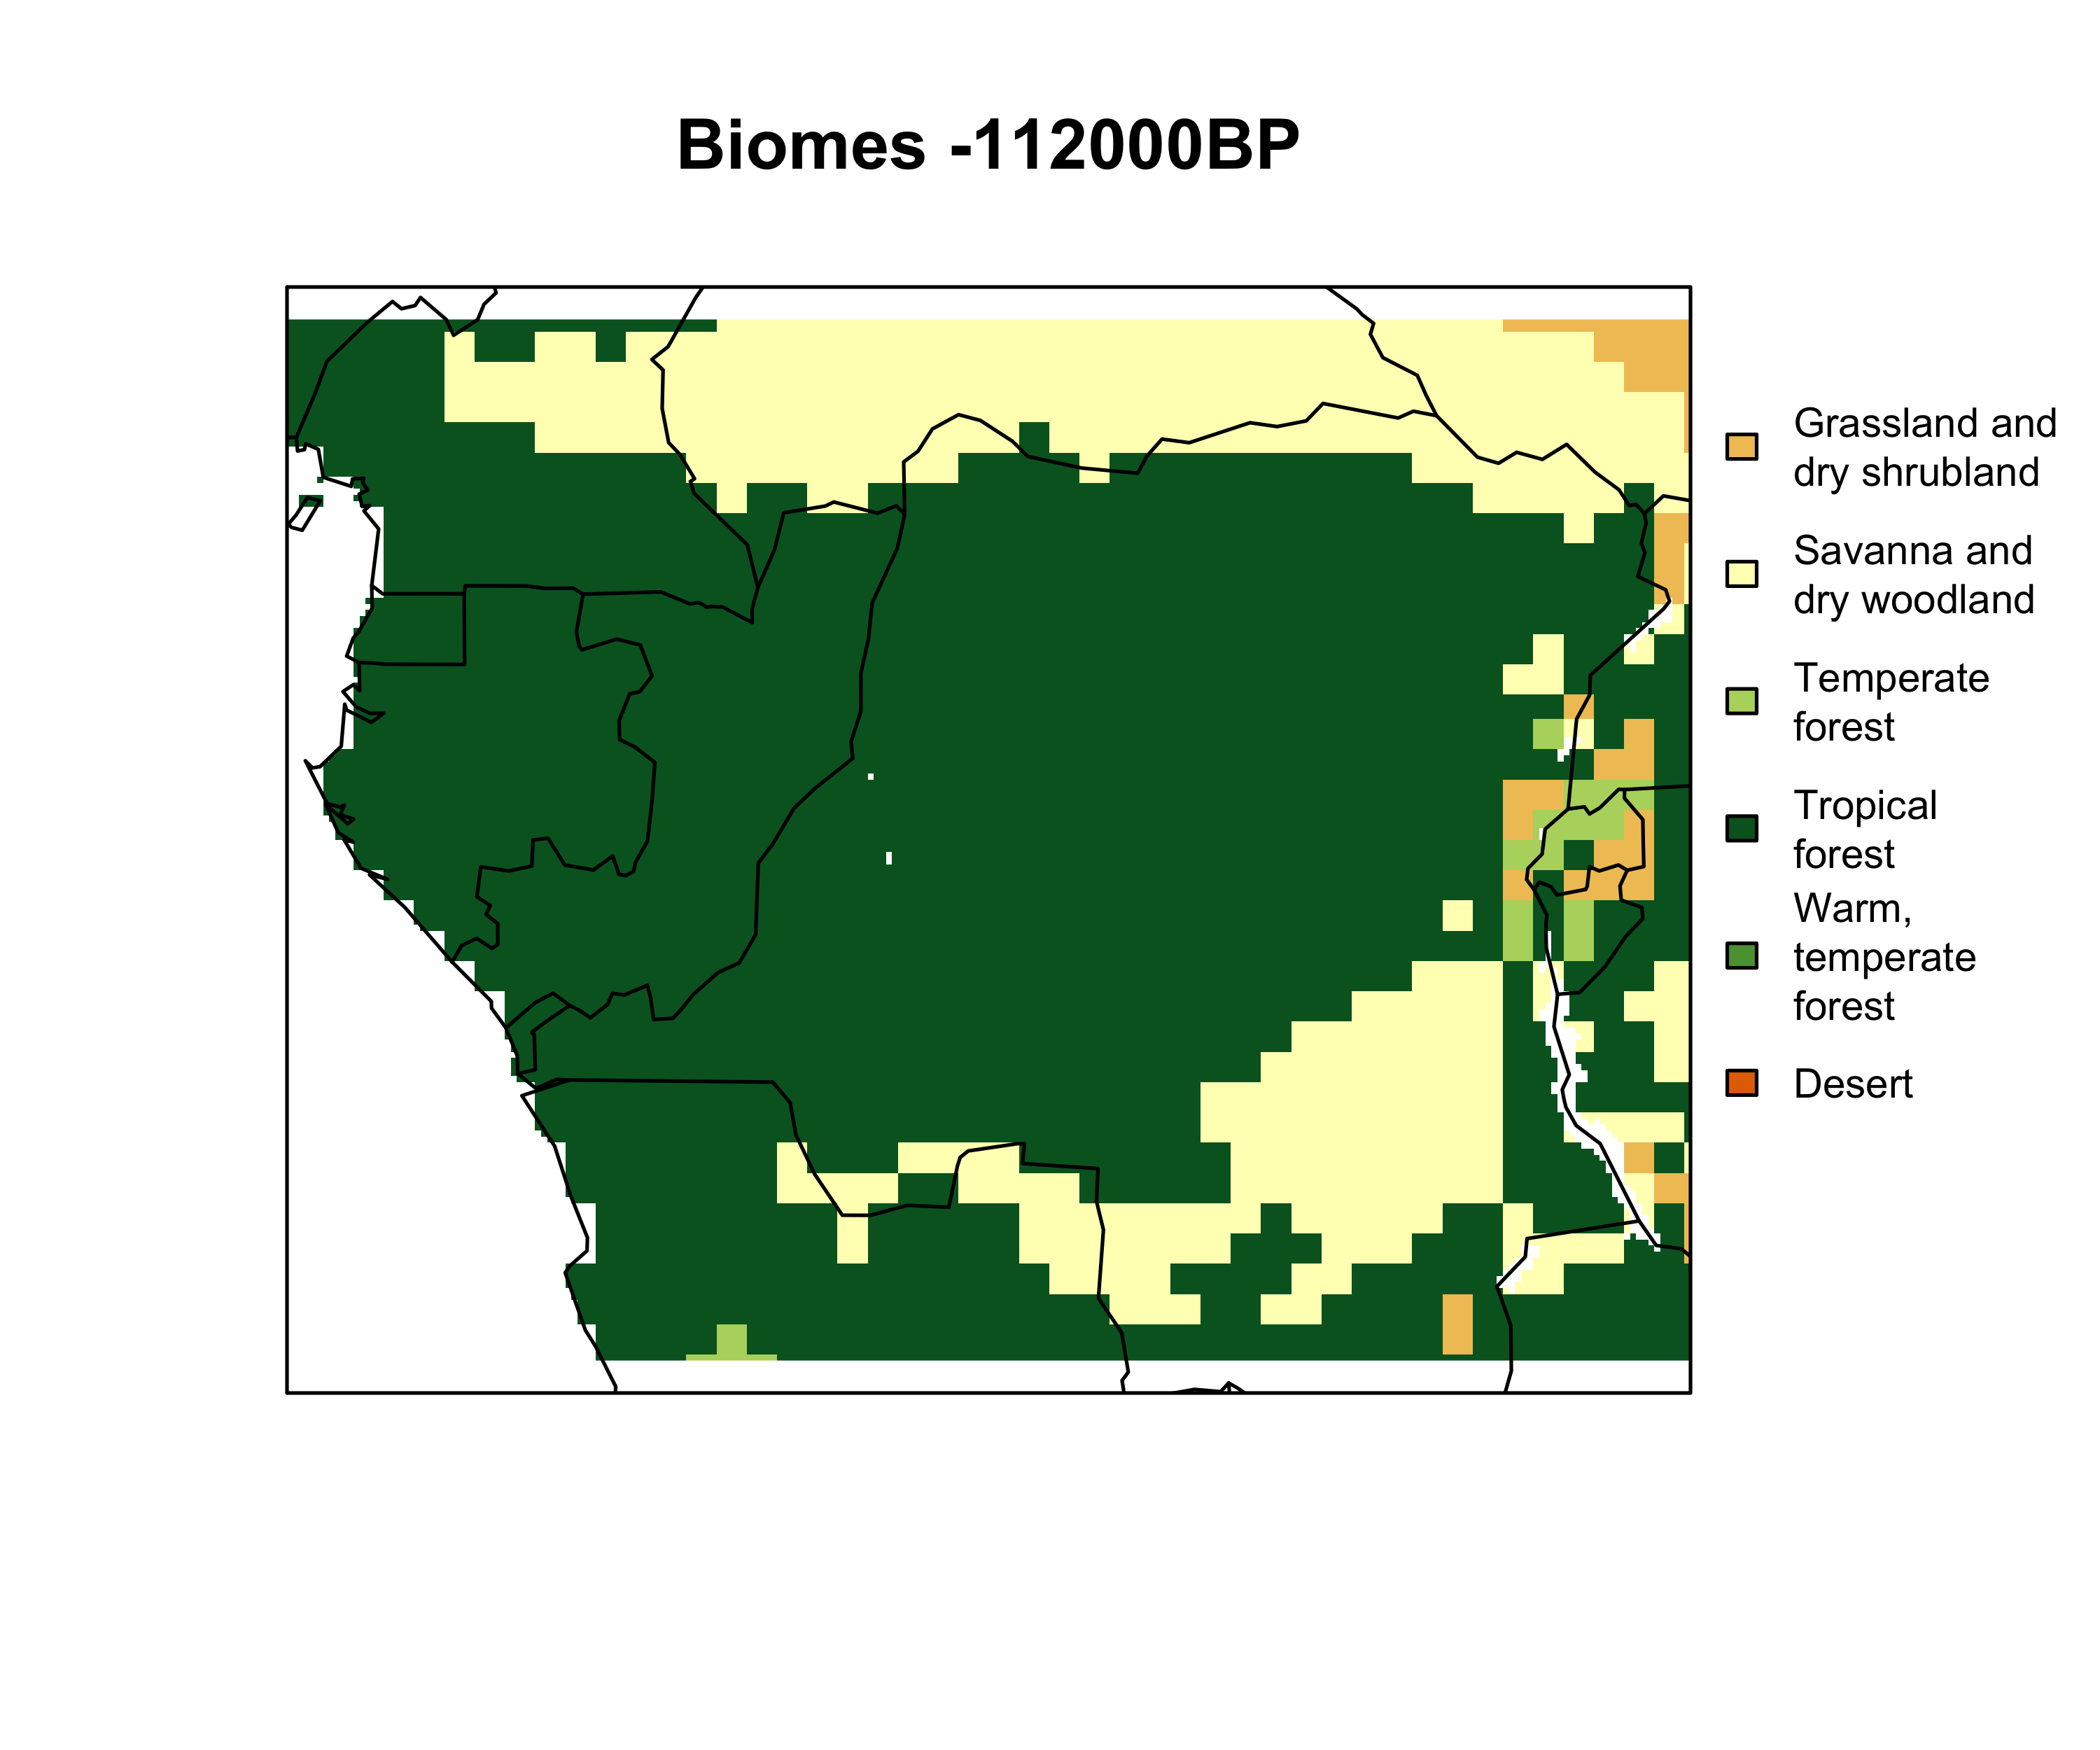 Biomes -112000BP
Grassland and
dry shrubland
Savanna and
dry woodland
Temperate
forest
Tropical
forest
Warm,
temperate
forest
Desert